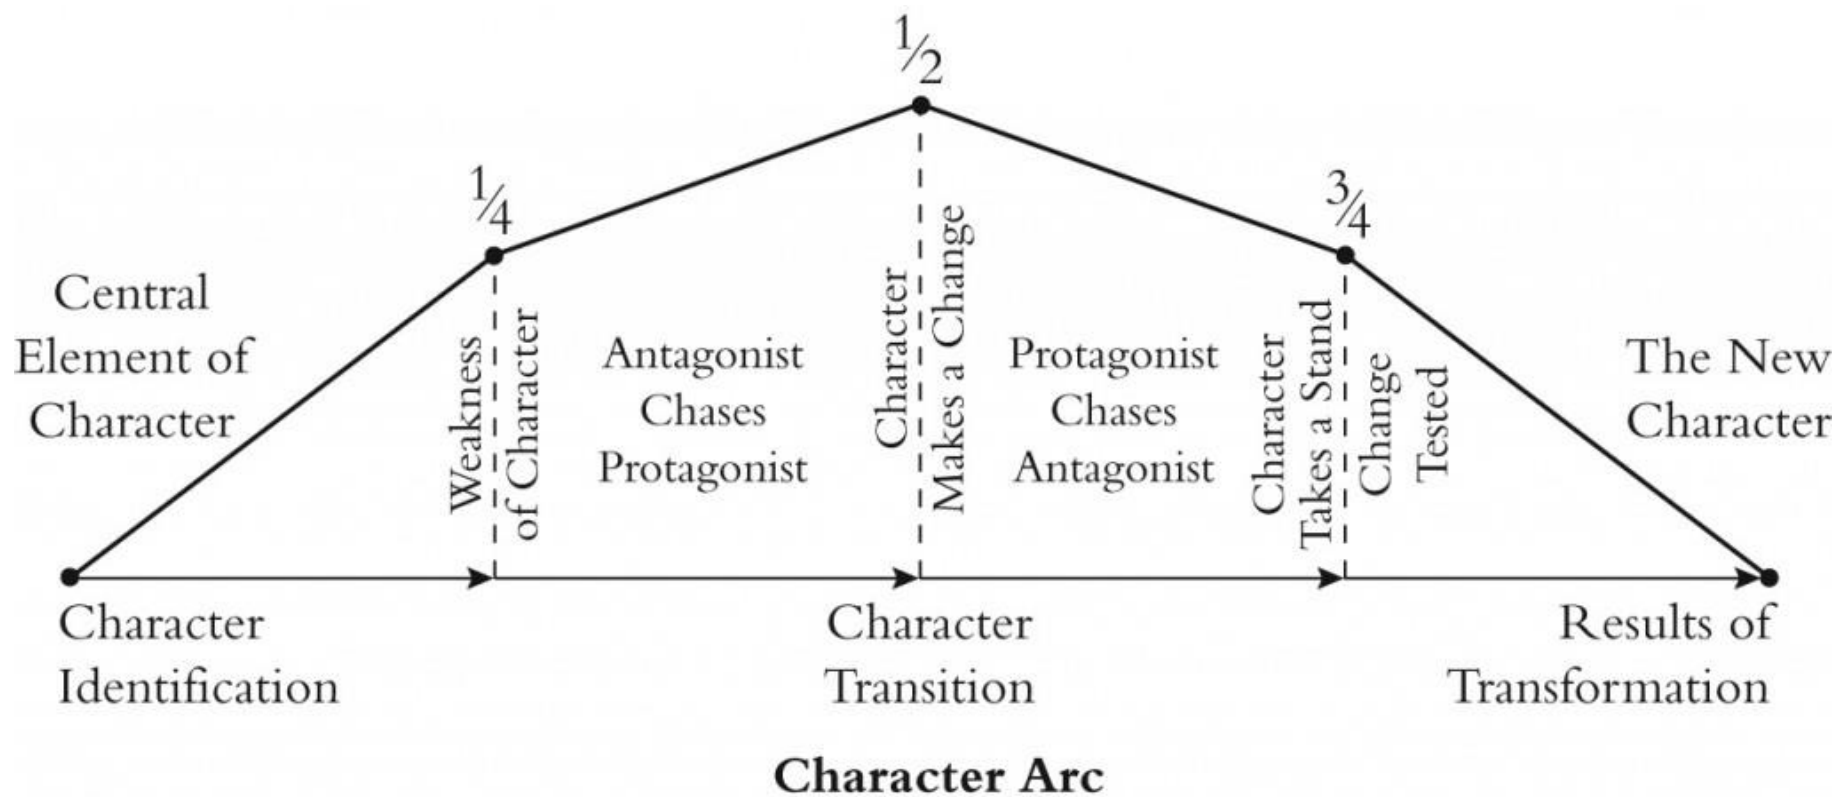 1/2
1/4
3/4
Central
Element of
Character
Weakness
of Character
Antagonist
Chases
Protagonist
Character
Makes a Change
Protagonist
Chases
Antagonist
Character
Takes a Stand
Change
Tested
The New
Character
Character
Identification
Character
Transition
Results of
Transformation
Character Arc